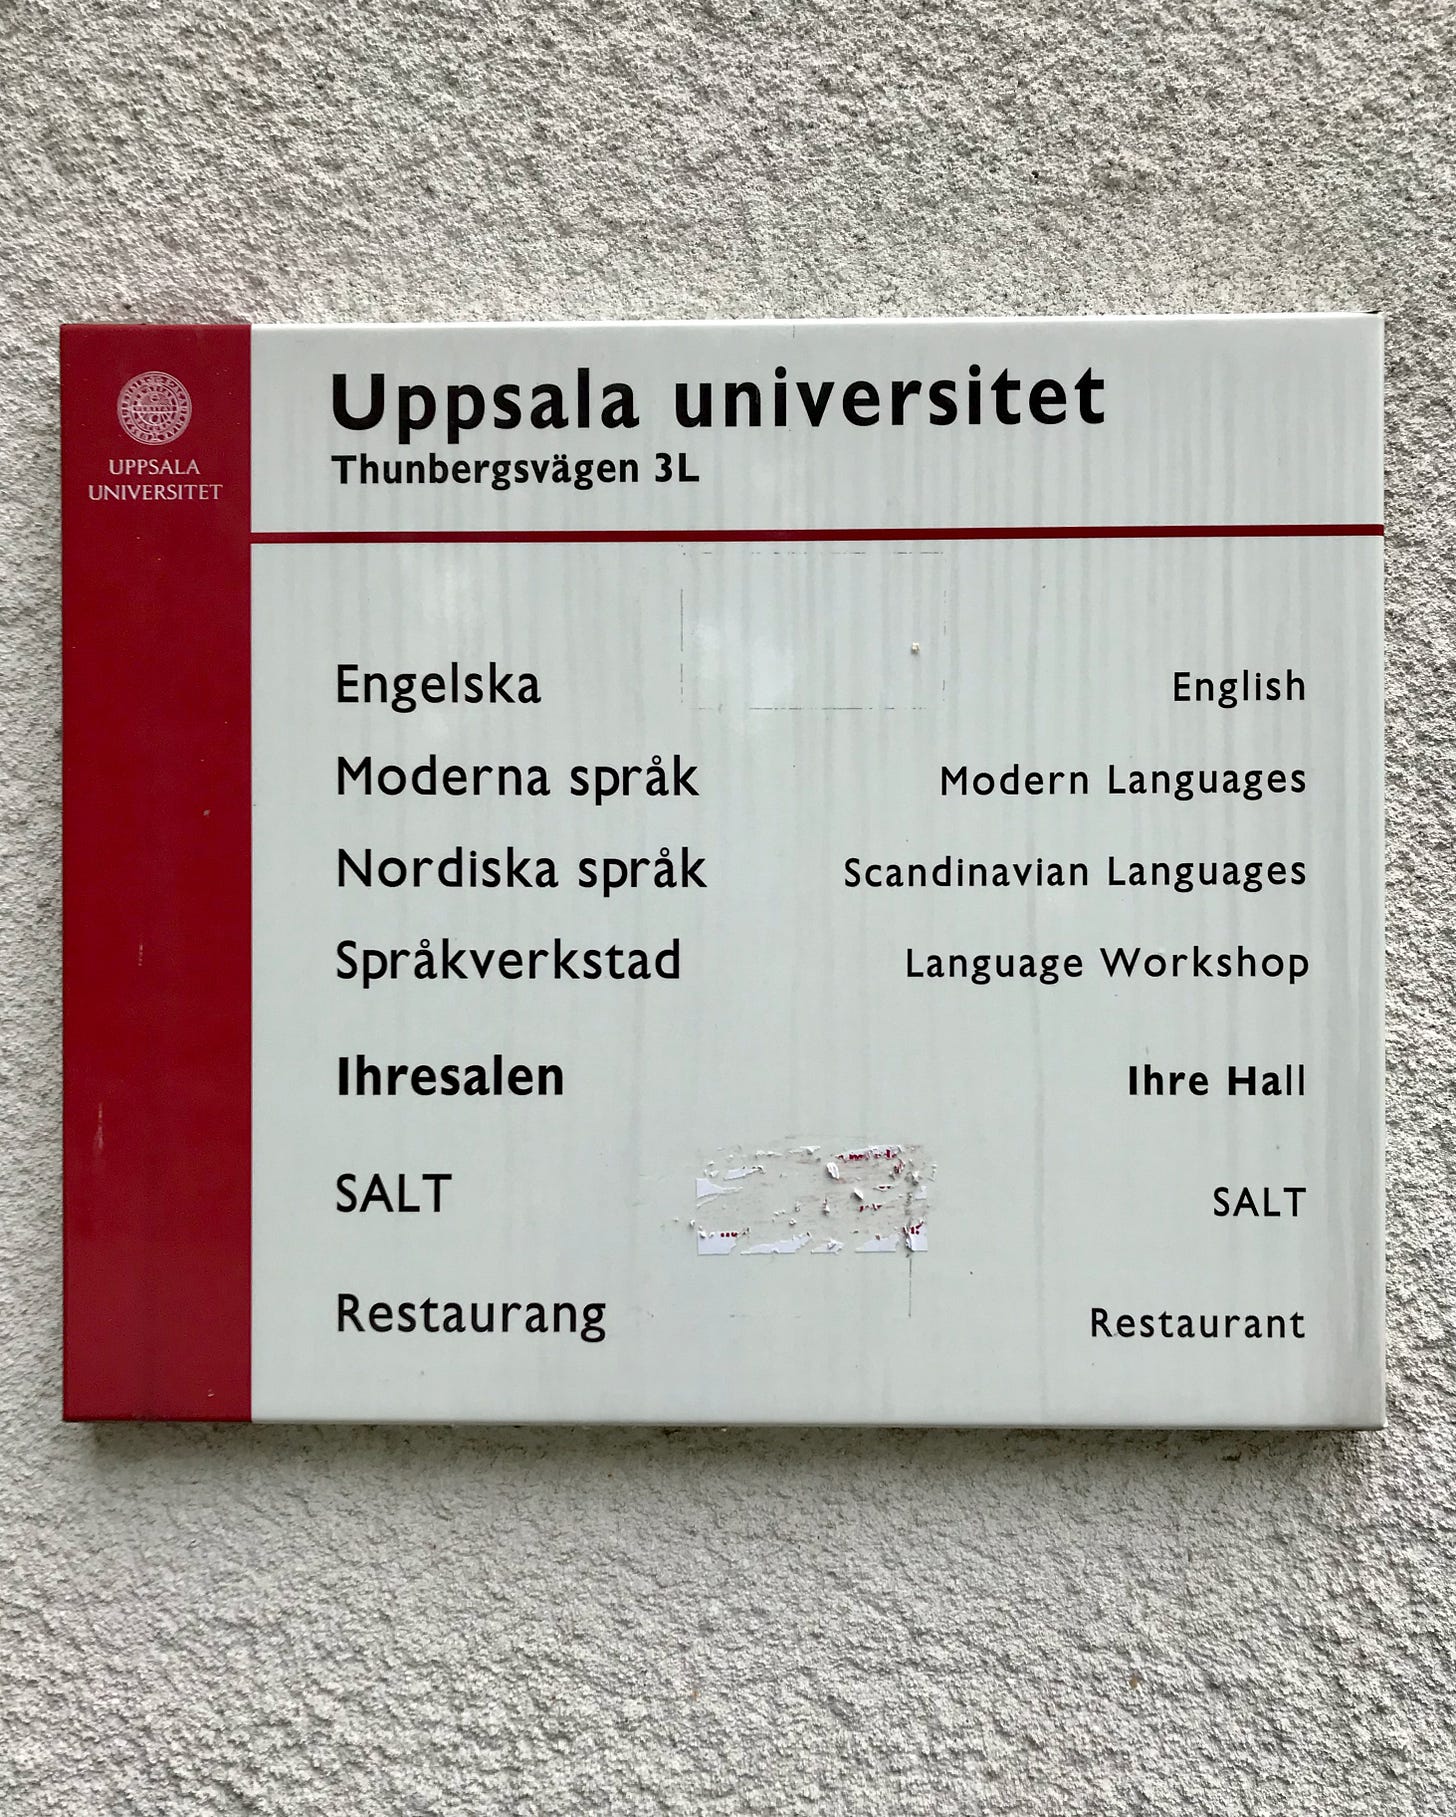 UPPSALA
UNIVERSITET
Uppsala universitet
Thunbergsvägen 3L
Engelska English
Moderna språk Modern Languages
Nordiska språk Scandinavian Languages
Språkverkstad Language Workshop
Ihresalen Ihre Hall
SALT SALT
Restaurang Restaurant